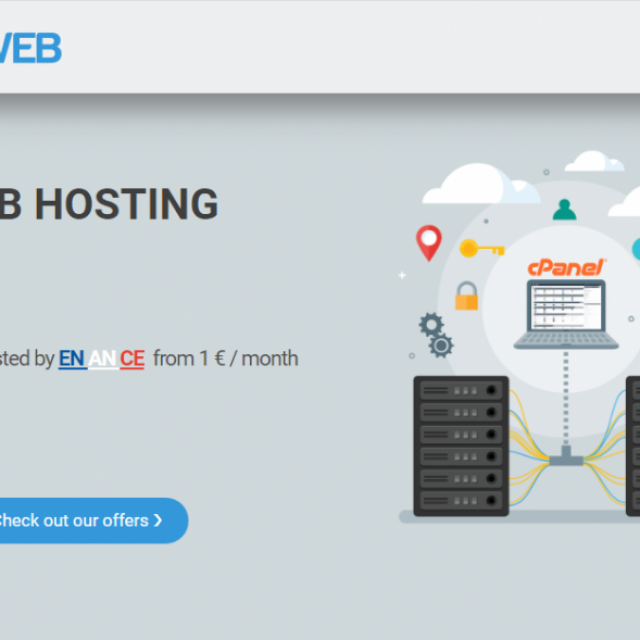 WEB
B HOSTING
cPanel
sted by EN AN CE from 1 € / month
Check out our offers ❯